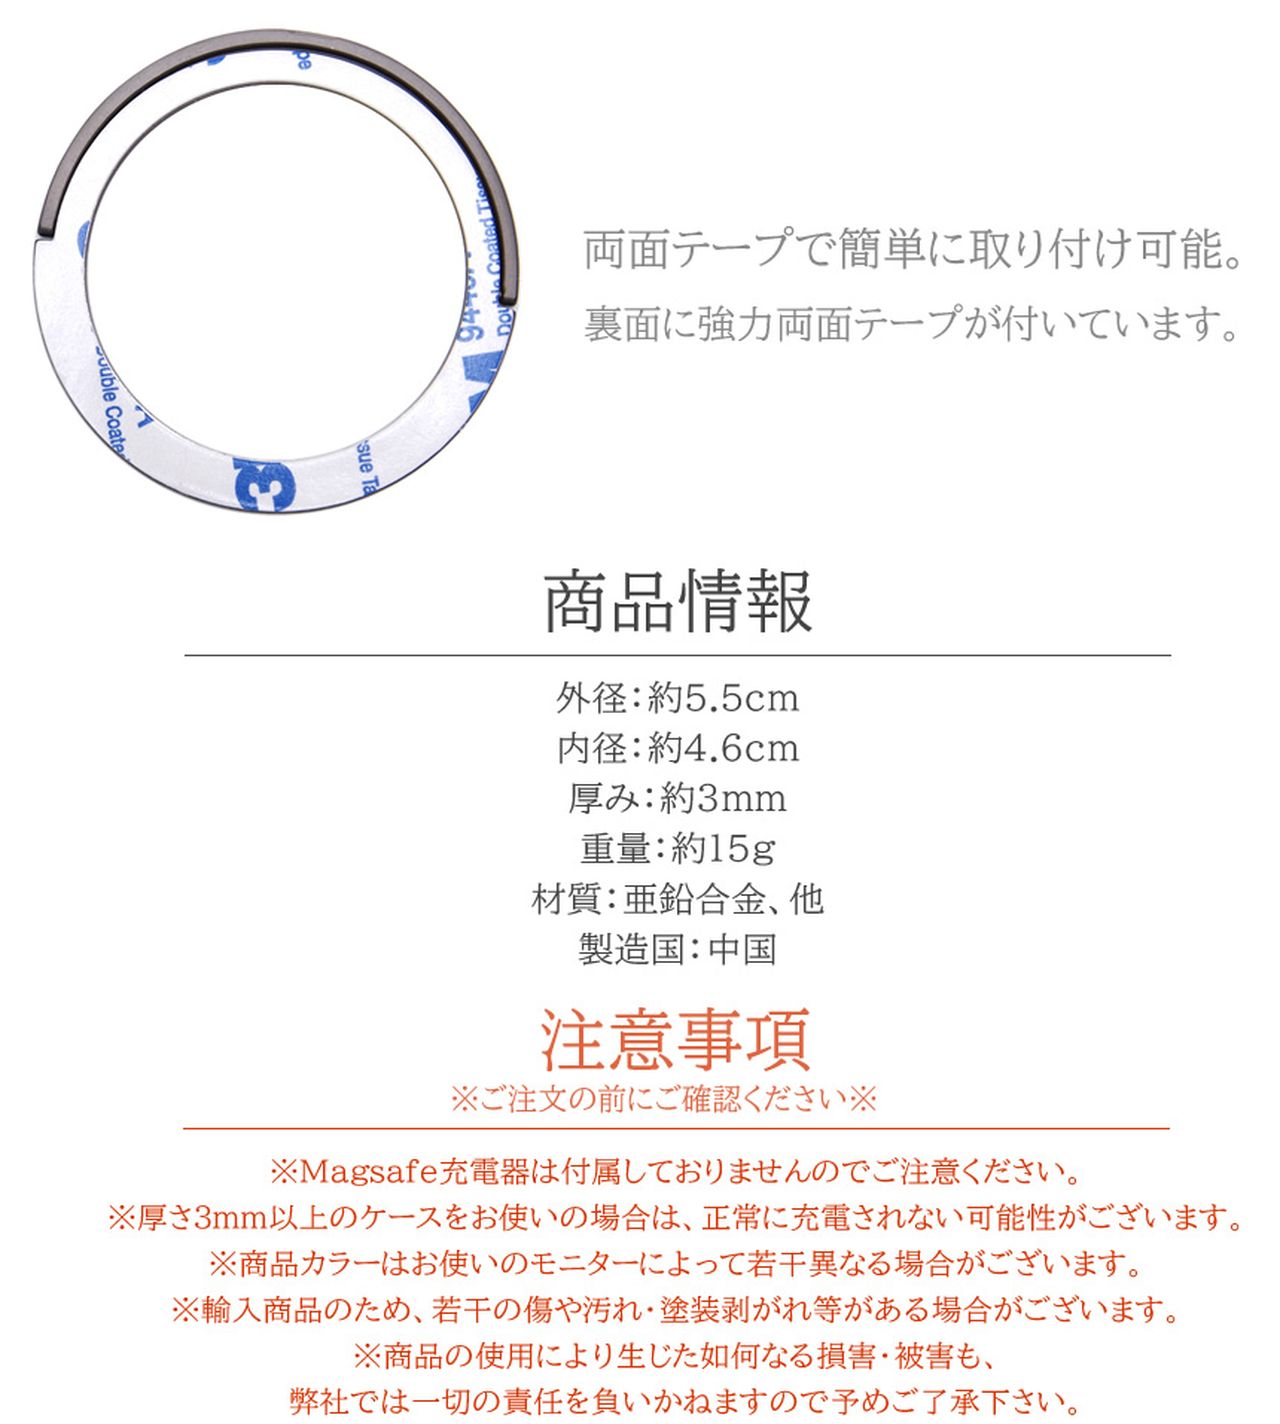 pe
9448A
Double Coated Tiss
Double Coate
3
ssue Ta
両面テープで簡単に取り付け可能。
裏面に強力両面テープが付いています。
商品情報
外径：約5.5cm
内径：約4.6cm
厚み：約3mm
重量：約15g
材質：亜鉛合金、他
製造国：中国
注意事項
※ご注文の前にご確認ください※
※Magsafe充電器は付属しておりませんのでご注意ください。
※厚さ3mm以上のケースをお使いの場合は、正常に充電されない可能性がございます。
※商品カラーはお使いのモニターによって若干異なる場合がございます。
※輸入商品のため、若干の傷や汚れ・塗装剥がれ等がある場合がございます。
※商品の使用により生じた如何なる損害・被害も、
弊社では一切の責任を負いかねますので予めご了承下さい。